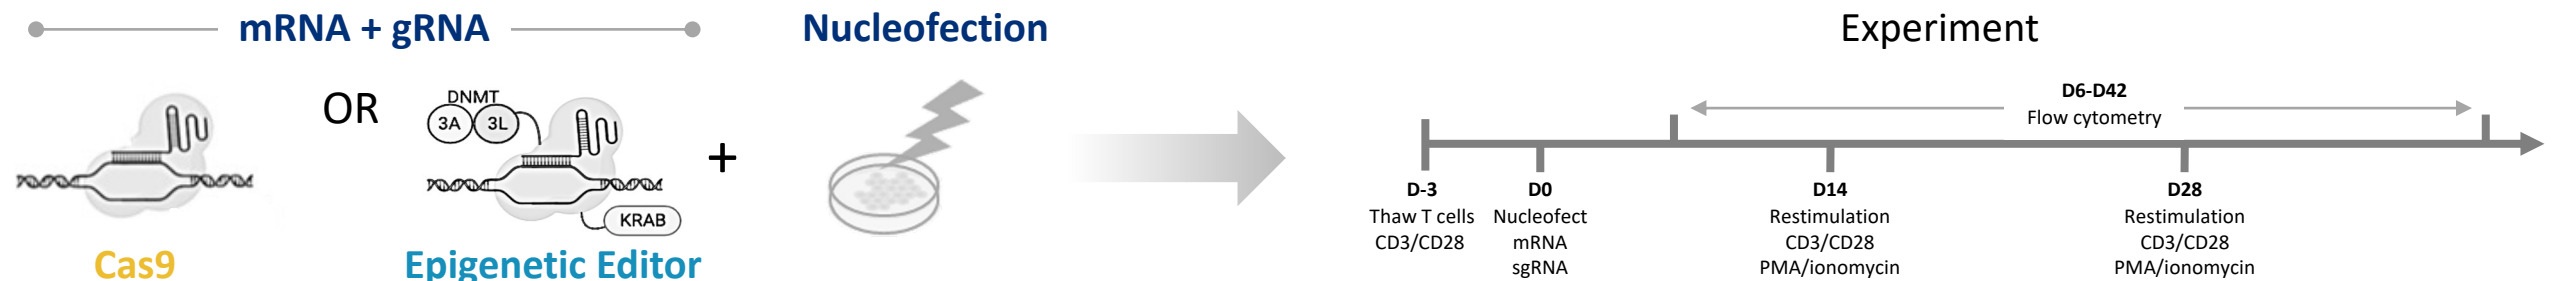 mRNA + gRNA
Nucleofection
Experiment
OR
DNMT
3A
3L
KRAB
+
Cas9
Epigenetic Editor
D6-D42
Flow cytometry
D-3
Thaw T cells
CD3/CD28
D0
Nucleofect
mRNA
sgRNA
D14
Restimulation
CD3/CD28
PMA/ionomycin
D28
Restimulation
CD3/CD28
PMA/ionomycin